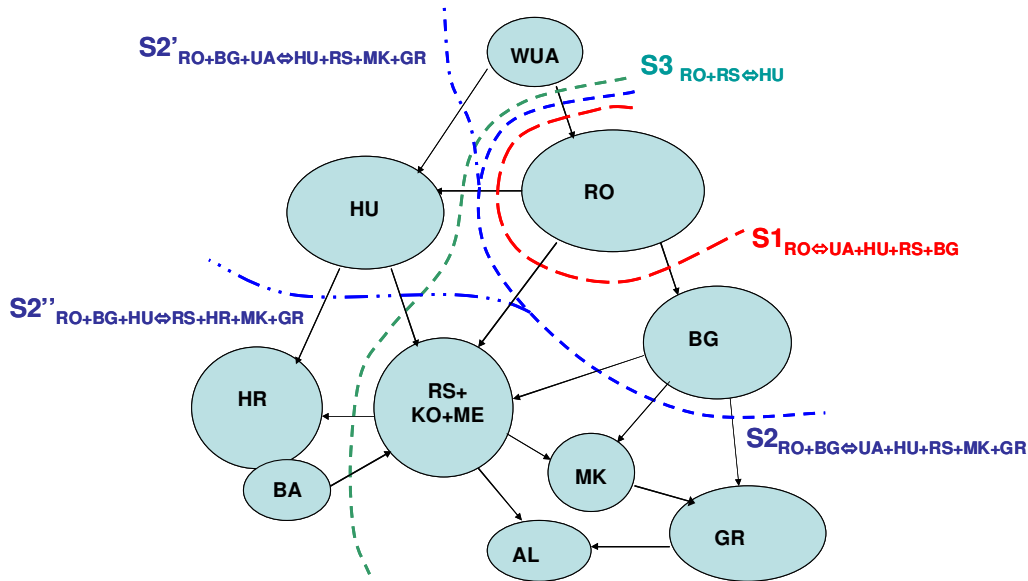 S2’RO+BG+UA⇔HU+RS+MK+GR
WUA
S3 RO+RS⇔HU
RO
HU
S1RO⇔UA+HU+RS+BG
S2’’RO+BG+HU⇔RS+HR+MK+GR
BG
HR
RS+
KO+ME
S2RO+BG⇔UA+HU+RS+MK+GR
MK
BA
GR
AL